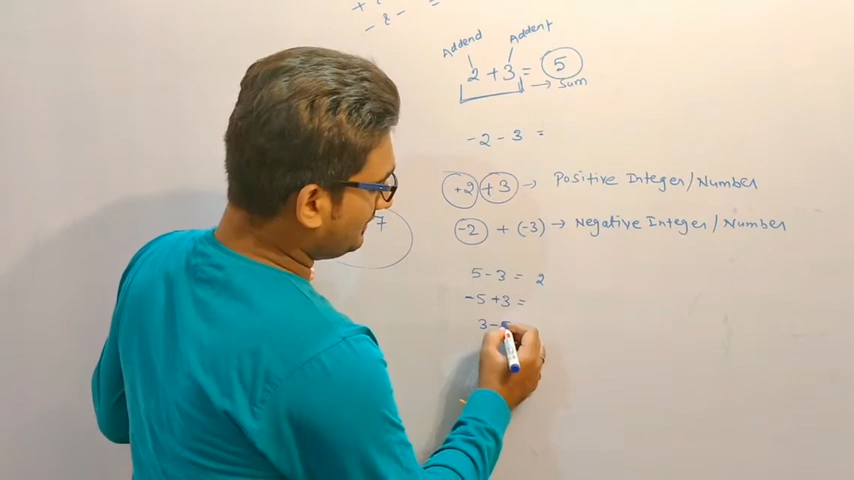 + &
- & - =
Addend Addent
2 + 3 = 5
→ Sum
-2 - 3 =
+2 +3 → Positive Integer/Number
7
-2 + (-3) → Negative Integer/Number
5 - 3 = 2
-5 + 3 =
3 - 5